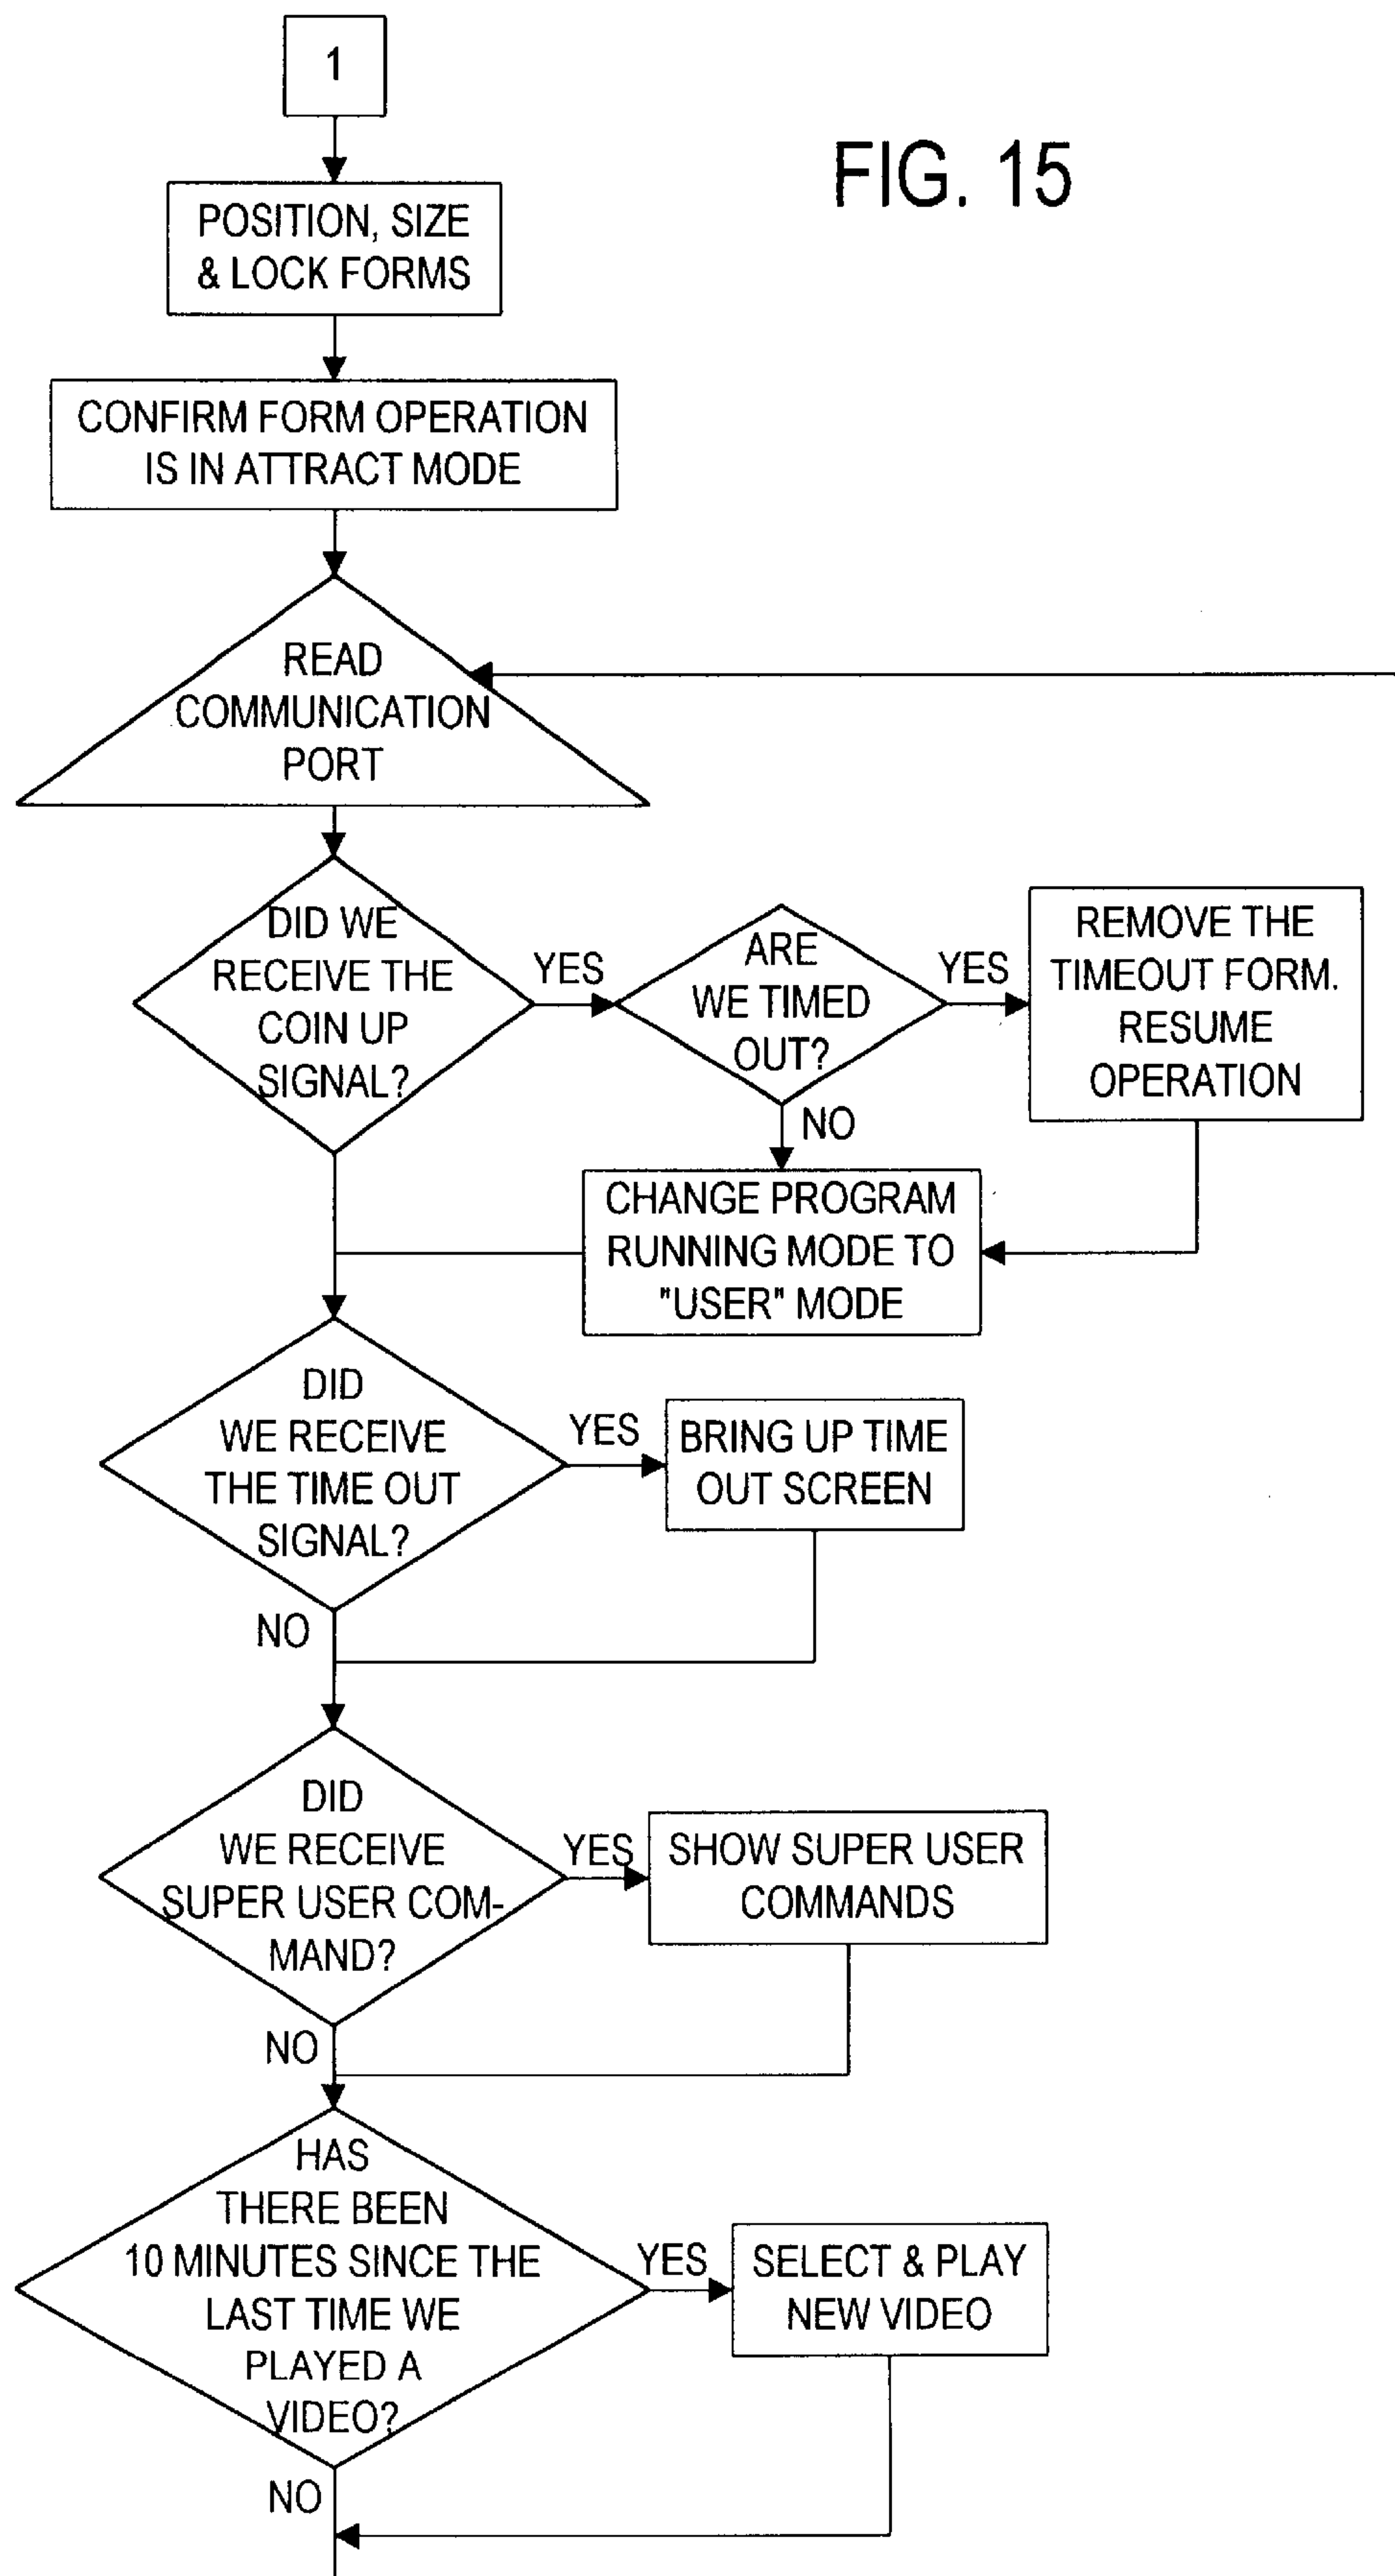 1
FIG. 15
POSITION, SIZE
& LOCK FORMS
CONFIRM FORM OPERATION
IS IN ATTRACT MODE
READ
COMMUNICATION
PORT
DID WE
RECEIVE THE
COIN UP
SIGNAL?
YES
ARE
WE TIMED
OUT?
YES
REMOVE THE
TIMEOUT FORM.
RESUME
OPERATION
NO
CHANGE PROGRAM
RUNNING MODE TO
"USER" MODE
DID
WE RECEIVE
THE TIME OUT
SIGNAL?
YES
BRING UP TIME
OUT SCREEN
NO
DID
WE RECEIVE
SUPER USER COM-
MAND?
YES
SHOW SUPER USER
COMMANDS
NO
HAS
THERE BEEN
10 MINUTES SINCE THE
LAST TIME WE
PLAYED A
VIDEO?
YES
SELECT & PLAY
NEW VIDEO
NO